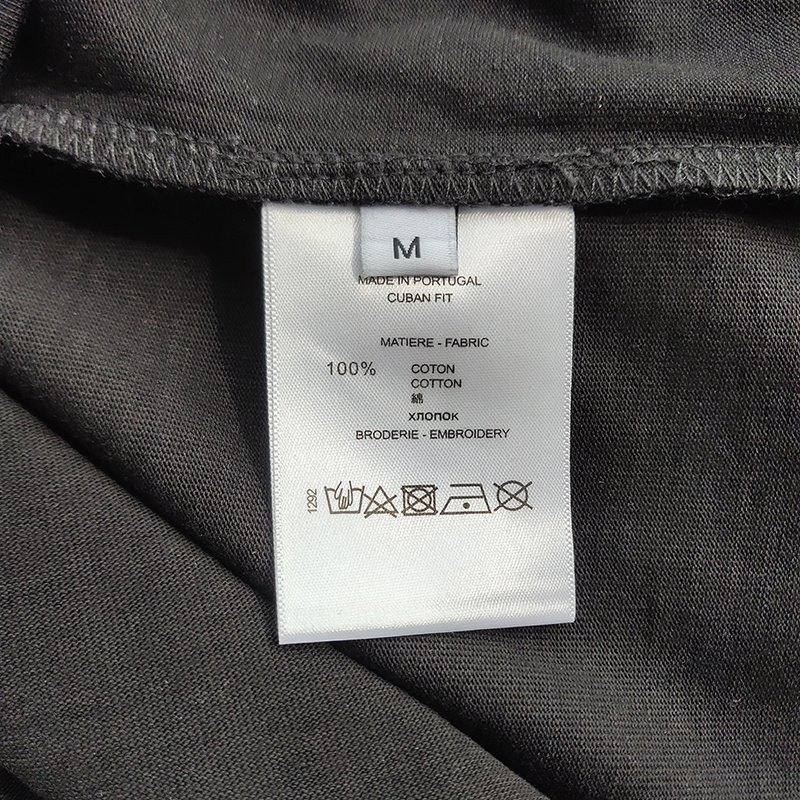 M
MADE IN PORTUGAL
CUBAN FIT
MATIERE - FABRIC
100% COTON
COTTON
綿
хлопок
BRODERIE - EMBROIDERY
1292